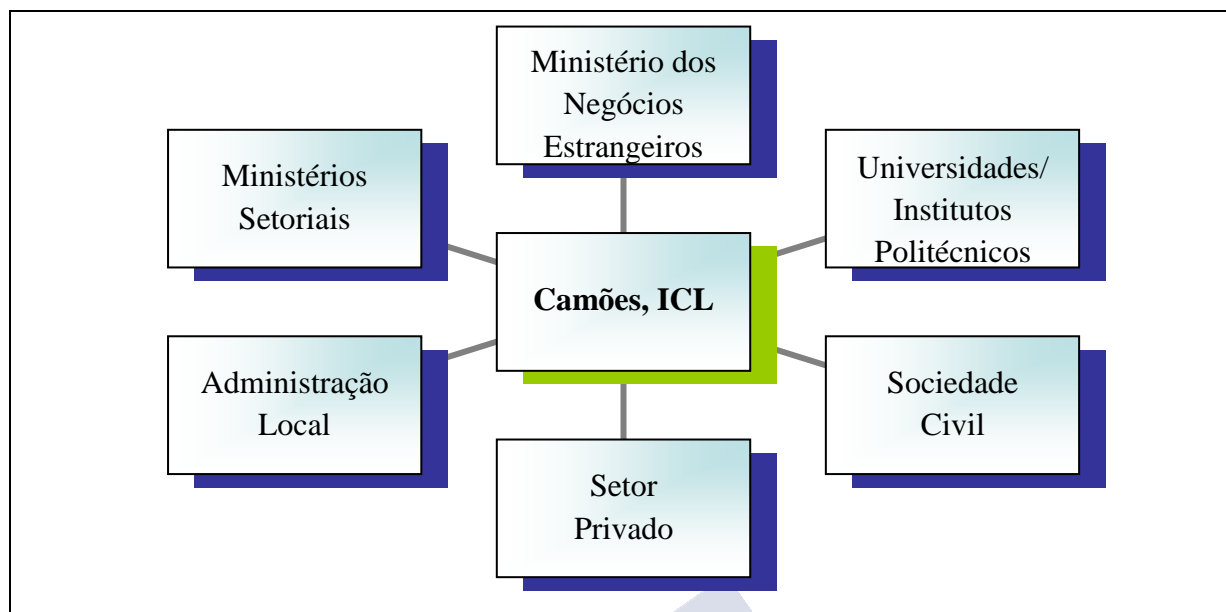 Ministério dos
Negócios
Estrangeiros
Ministérios
Setoriais
Universidades/
Institutos
Politécnicos
Camões, ICL
Administração
Local
Sociedade
Civil
Setor
Privado